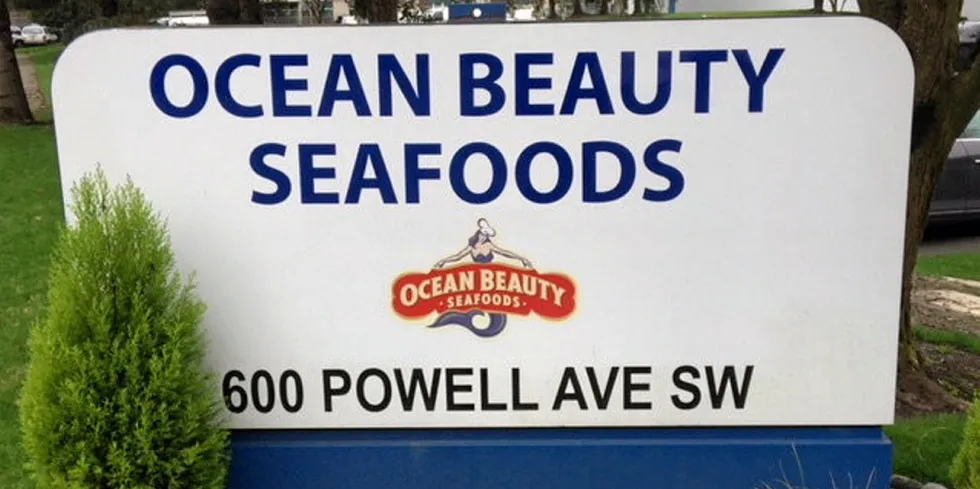 OCEAN BEAUTY
SEAFOODS
OCEAN BEAUTY
· SEAFOODS ·
600 POWELL AVE SW